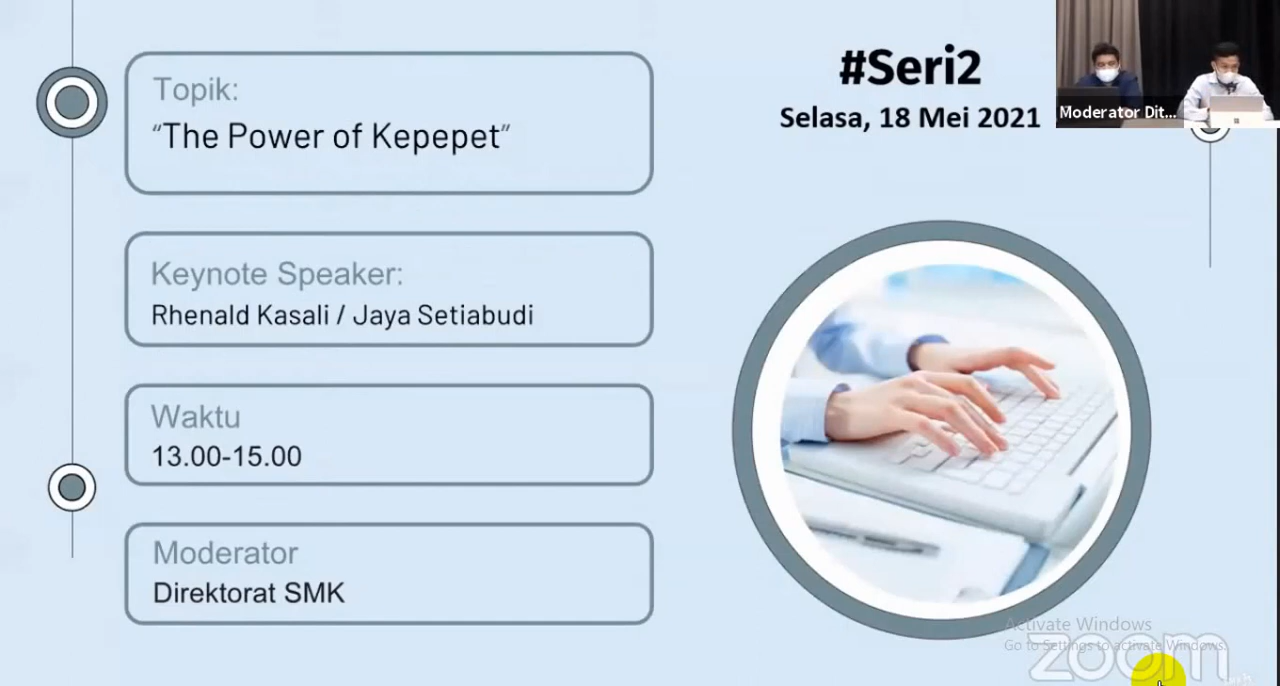 Topik:
“The Power of Kepepet”
Keynote Speaker:
Rhenald Kasali / Jaya Setiabudi
Waktu
13.00-15.00
Moderator
Direktorat SMK
#Seri2
Selasa, 18 Mei 2021
Moderator Dit...
Activate Windows
Go to Settings to activate Windows.
zoom